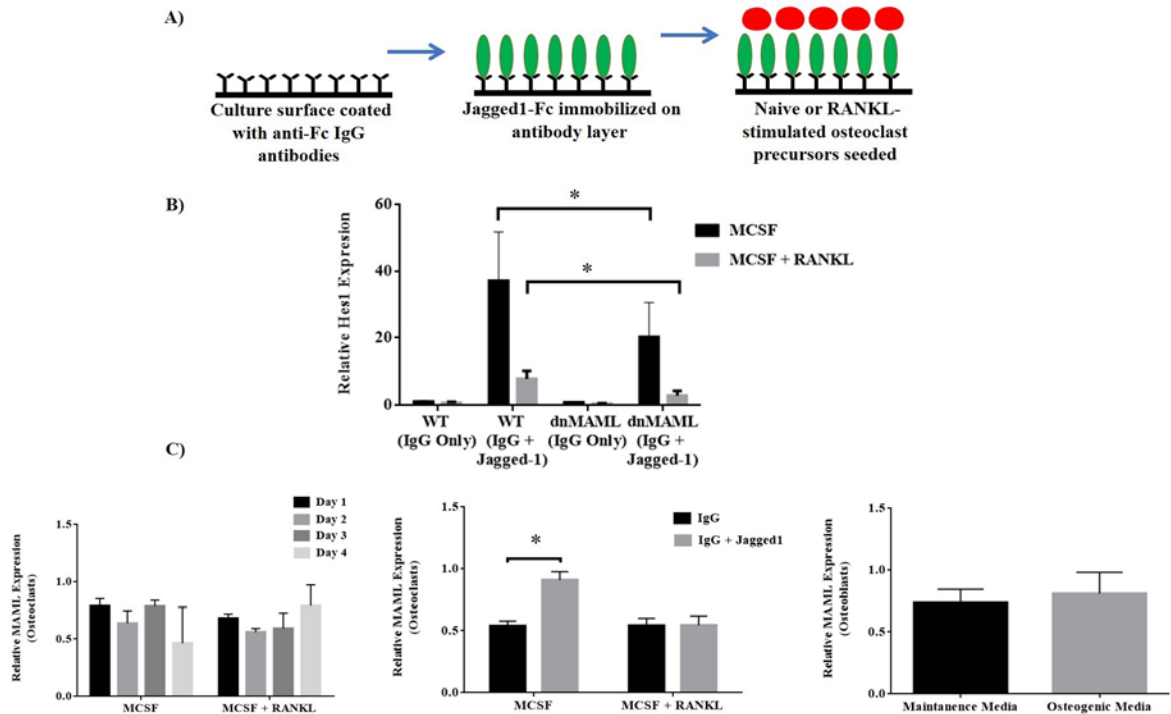 A)
Culture surface coated
with anti-Fc IgG
antibodies
Jagged1-Fc immobilized on
antibody layer
Naive or RANKL-
stimulated osteoclast
precursors seeded
B)
Relative Hes1 Expression
60
40
20
0
*
*
MCSF
MCSF + RANKL
WT
(IgG Only)
WT
(IgG +
Jagged-1)
dnMAML
(IgG Only)
dnMAML
(IgG +
Jagged-1)
C)
Relative MAML Expression
(Osteoclasts)
1.5
1.0
0.5
0.0
Day 1
Day 2
Day 3
Day 4
MCSF
MCSF + RANKL
Relative MAML Expression
(Osteoclasts)
1.5
1.0
0.5
0.0
*
IgG
IgG + Jagged1
MCSF
MCSF + RANKL
Relative MAML Expression
(Osteoblasts)
1.5
1.0
0.5
0.0
Maintanence Media
Osteogenic Media